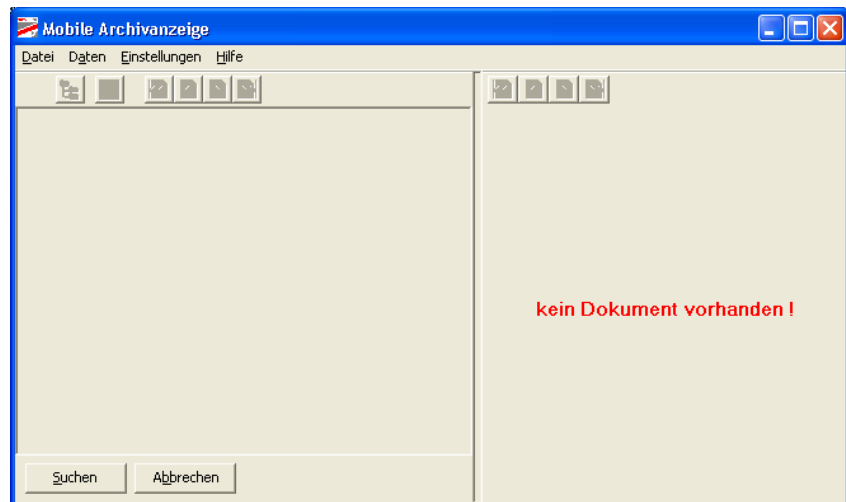 Mobile Archivanzeige
Datei Daten Einstellungen Hilfe
kein Dokument vorhanden !
Suchen Abbrechen